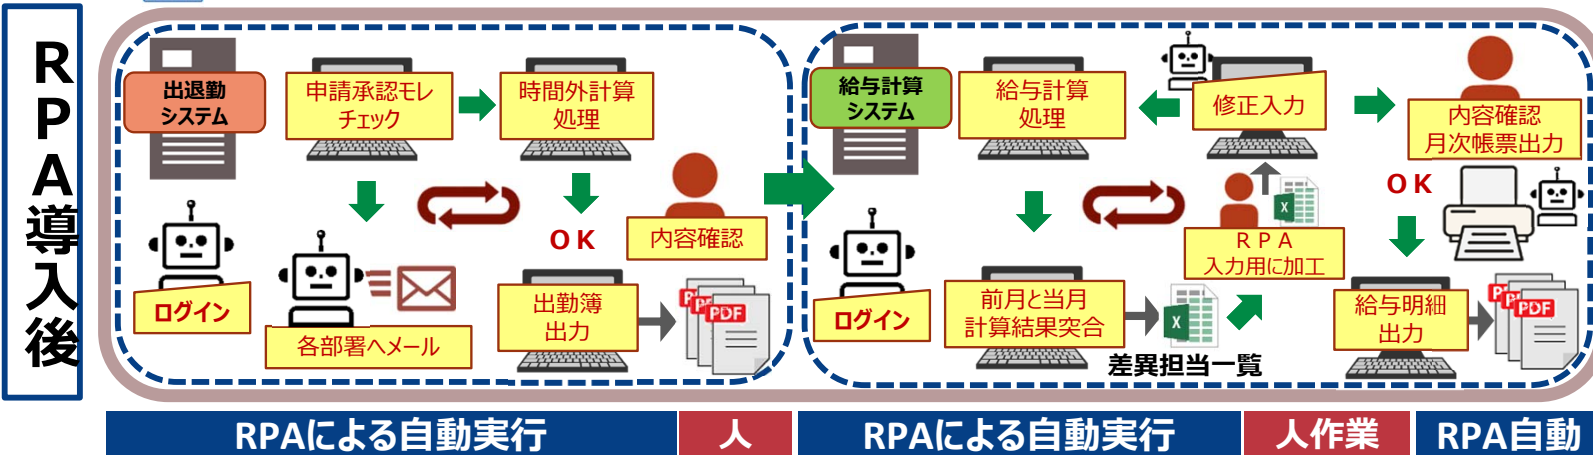 RPA導入後
出退勤
システム
申請承認モレ
チェック
時間外計算
処理
ログイン
各部署へメール
OK
内容確認
出勤簿
出力
PDF
PDF
PDF
給与計算
システム
給与計算
処理
修正入力
内容確認
月次帳票出力
OK
RPA
入力用に加工
ログイン
前月と当月
計算結果突合
X
X
差異担当一覧
給与明細
出力
PDF
PDF
PDF
RPAによる自動実行
人
RPAによる自動実行
人作業
RPA自動